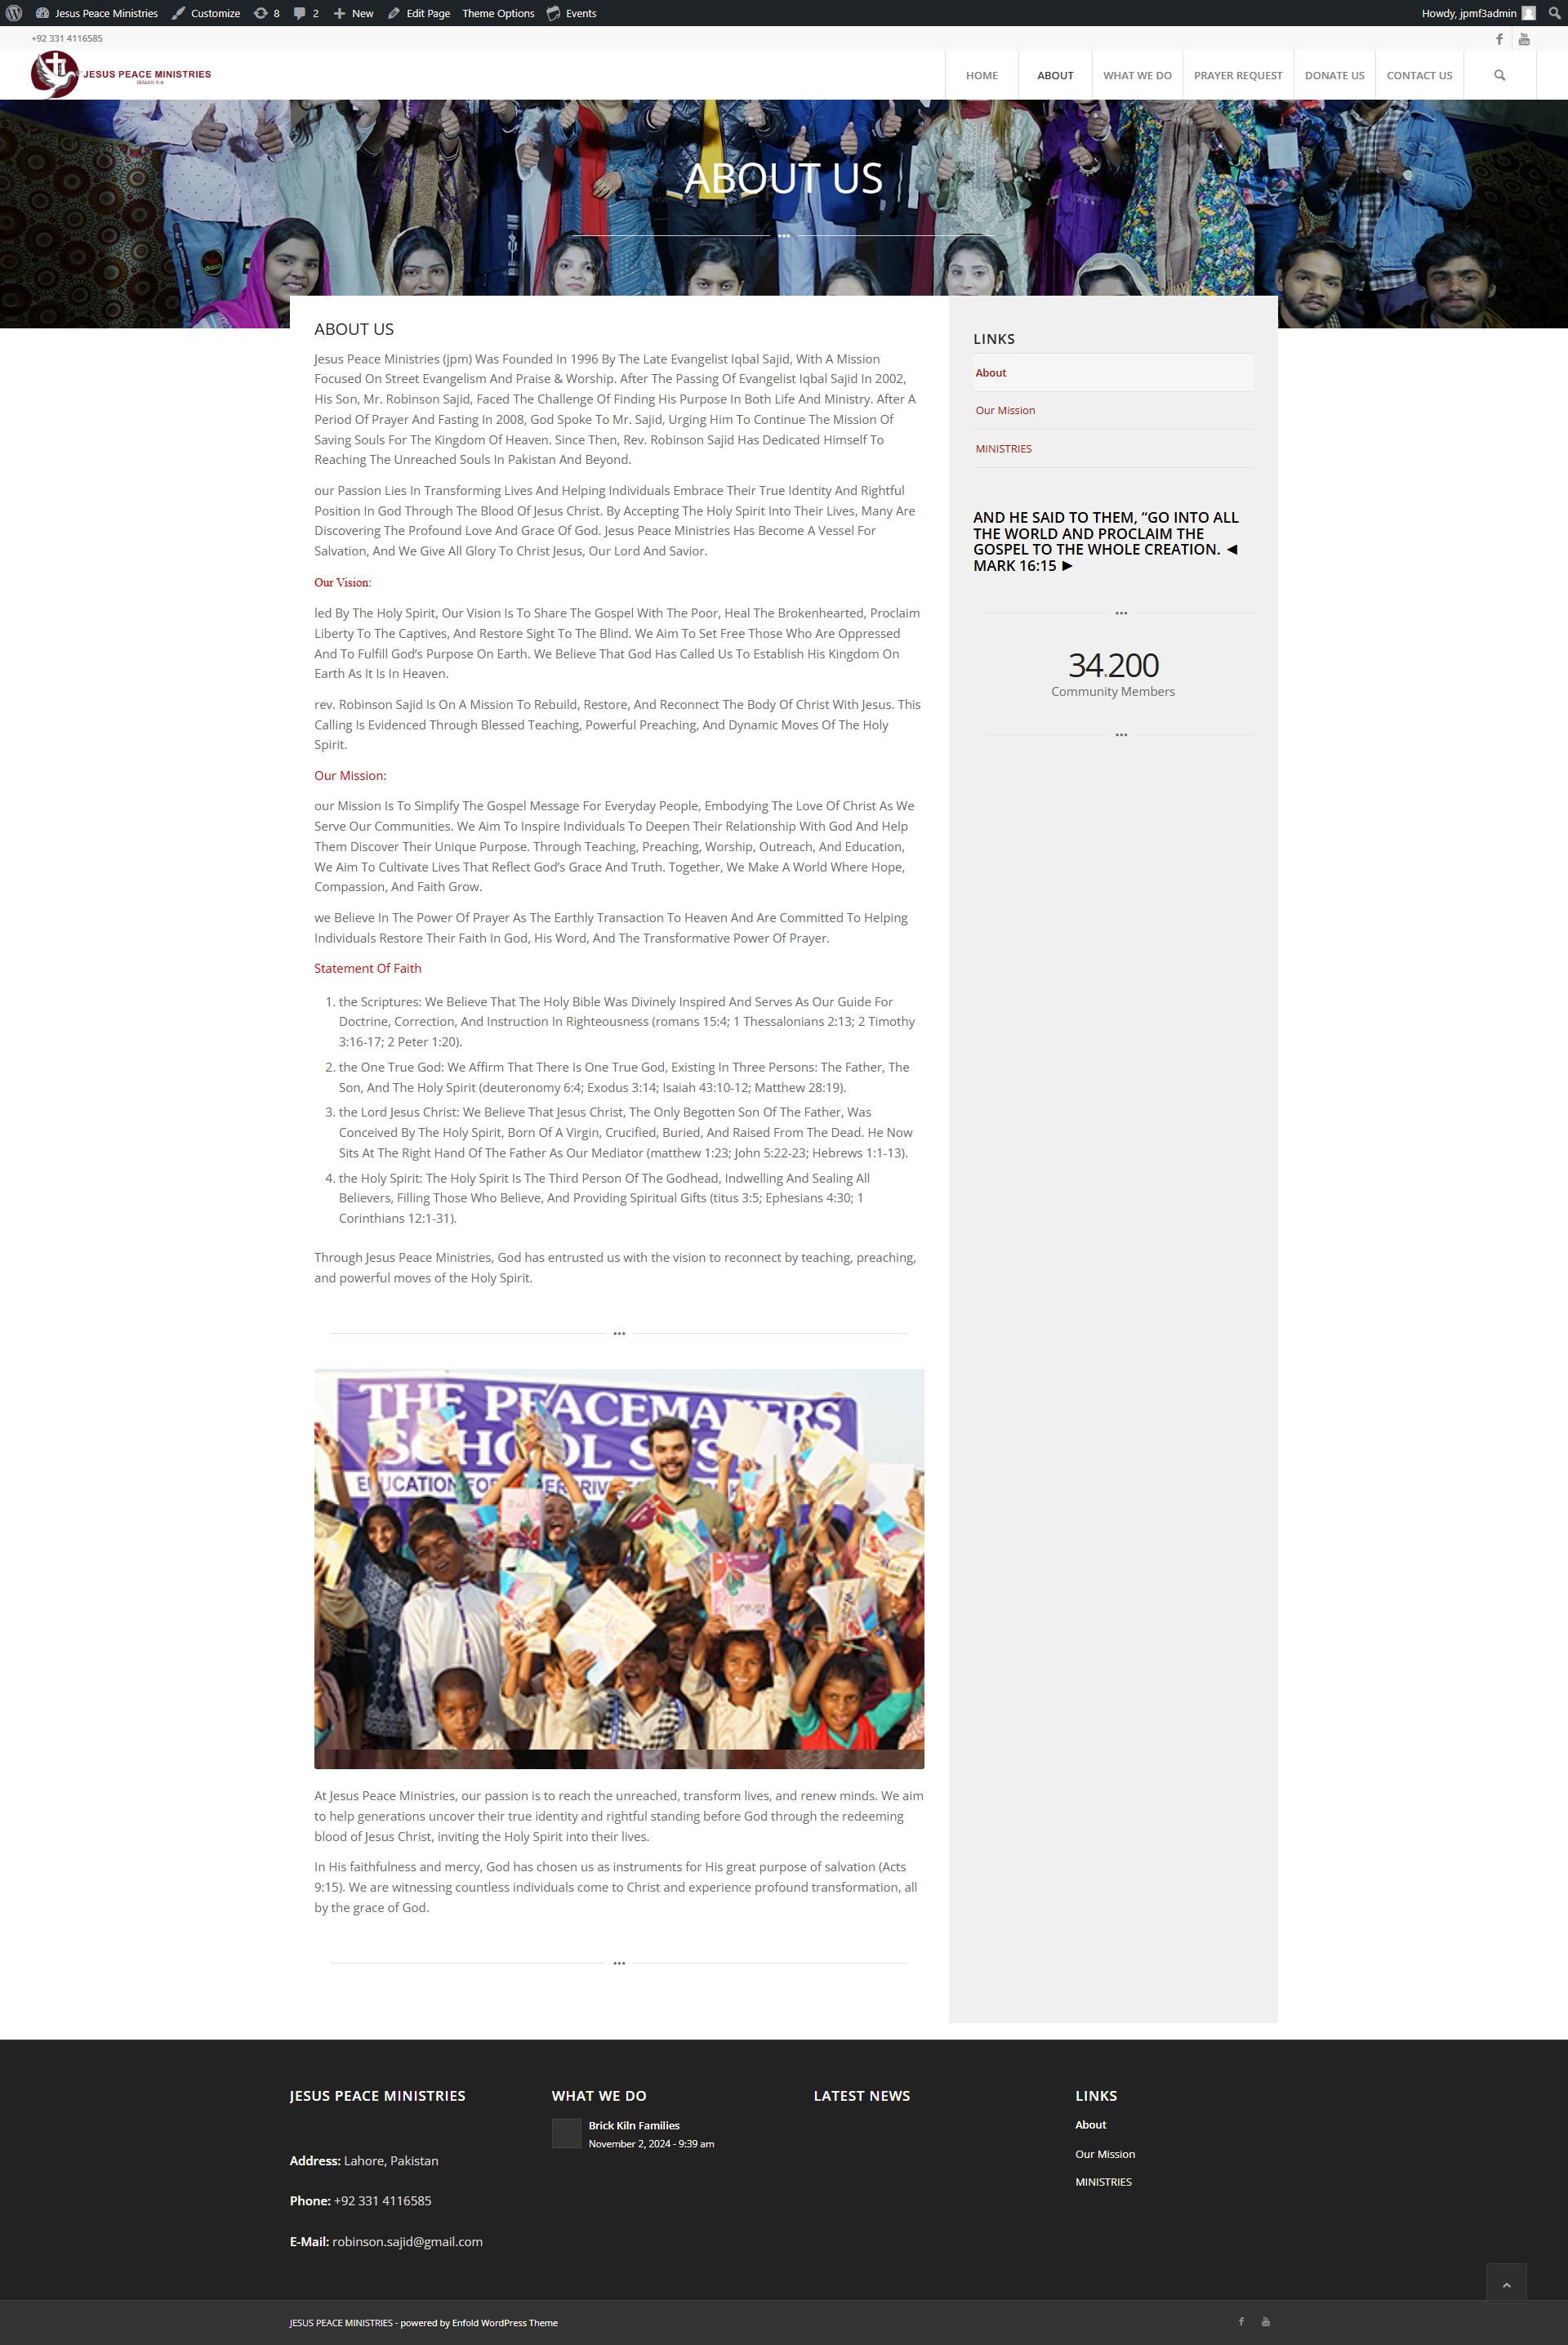 Jesus Peace Ministries Customize 8 2 New Edit Page Theme Options Events Howdy, jpmf3admin
+92 331 4116585
JESUS PEACE MINISTRIES
ISAIAH 9:6
HOME ABOUT WHAT WE DO PRAYER REQUEST DONATE US CONTACT US
ABOUT US
ABOUT US
Jesus Peace Ministries (jpm) Was Founded In 1996 By The Late Evangelist Iqbal Sajid, With A Mission
Focused On Street Evangelism And Praise & Worship. After The Passing Of Evangelist Iqbal Sajid In 2002,
His Son, Mr. Robinson Sajid, Faced The Challenge Of Finding His Purpose In Both Life And Ministry. After A
Period Of Prayer And Fasting In 2008, God Spoke To Mr. Sajid, Urging Him To Continue The Mission Of
Saving Souls For The Kingdom Of Heaven. Since Then, Rev. Robinson Sajid Has Dedicated Himself To
Reaching The Unreached Souls In Pakistan And Beyond.
our Passion Lies In Transforming Lives And Helping Individuals Embrace Their True Identity And Rightful
Position In God Through The Blood Of Jesus Christ. By Accepting The Holy Spirit Into Their Lives, Many Are
Discovering The Profound Love And Grace Of God. Jesus Peace Ministries Has Become A Vessel For
Salvation, And We Give All Glory To Christ Jesus, Our Lord And Savior.
Our Vision:
led By The Holy Spirit, Our Vision Is To Share The Gospel With The Poor, Heal The Brokenhearted, Proclaim
Liberty To The Captives, And Restore Sight To The Blind. We Aim To Set Free Those Who Are Oppressed
And To Fulfill God’s Purpose On Earth. We Believe That God Has Called Us To Establish His Kingdom On
Earth As It Is In Heaven.
rev. Robinson Sajid Is On A Mission To Rebuild, Restore, And Reconnect The Body Of Christ With Jesus. This
Calling Is Evidenced Through Blessed Teaching, Powerful Preaching, And Dynamic Moves Of The Holy
Spirit.
Our Mission:
our Mission Is To Simplify The Gospel Message For Everyday People, Embodying The Love Of Christ As We
Serve Our Communities. We Aim To Inspire Individuals To Deepen Their Relationship With God And Help
Them Discover Their Unique Purpose. Through Teaching, Preaching, Worship, Outreach, And Education,
We Aim To Cultivate Lives That Reflect God’s Grace And Truth. Together, We Make A World Where Hope,
Compassion, And Faith Grow.
we Believe In The Power Of Prayer As The Earthly Transaction To Heaven And Are Committed To Helping
Individuals Restore Their Faith In God, His Word, And The Transformative Power Of Prayer.
Statement Of Faith
1. the Scriptures: We Believe That The Holy Bible Was Divinely Inspired And Serves As Our Guide For
Doctrine, Correction, And Instruction In Righteousness (romans 15:4; 1 Thessalonians 2:13; 2 Timothy
3:16-17; 2 Peter 1:20).
2. the One True God: We Affirm That There Is One True God, Existing In Three Persons: The Father, The
Son, And The Holy Spirit (deuteronomy 6:4; Exodus 3:14; Isaiah 43:10-12; Matthew 28:19).
3. the Lord Jesus Christ: We Believe That Jesus Christ, The Only Begotten Son Of The Father, Was
Conceived By The Holy Spirit, Born Of A Virgin, Crucified, Buried, And Raised From The Dead. He Now
Sits At The Right Hand Of The Father As Our Mediator (matthew 1:23; John 5:22-23; Hebrews 1:1-13).
4. the Holy Spirit: The Holy Spirit Is The Third Person Of The Godhead, Indwelling And Sealing All
Believers, Filling Those Who Believe, And Providing Spiritual Gifts (titus 3:5; Ephesians 4:30; 1
Corinthians 12:1-31).
Through Jesus Peace Ministries, God has entrusted us with the vision to reconnect by teaching, preaching,
and powerful moves of the Holy Spirit.
THE PEACEMAKERS
SCHOOL SYS
EDUCATION FO
At Jesus Peace Ministries, our passion is to reach the unreached, transform lives, and renew minds. We aim
to help generations uncover their true identity and rightful standing before God through the redeeming
blood of Jesus Christ, inviting the Holy Spirit into their lives.
In His faithfulness and mercy, God has chosen us as instruments for His great purpose of salvation (Acts
9:15). We are witnessing countless individuals come to Christ and experience profound transformation, all
by the grace of God.
LINKS
About
Our Mission
MINISTRIES
AND HE SAID TO THEM, “GO INTO ALL
THE WORLD AND PROCLAIM THE
GOSPEL TO THE WHOLE CREATION. ◄
MARK 16:15 ►
34.200
Community Members
JESUS PEACE MINISTRIES
Address: Lahore, Pakistan
Phone: +92 331 4116585
E-Mail: robinson.sajid@gmail.com
WHAT WE DO
Brick Kiln Families
November 2, 2024 - 9:39 am
LATEST NEWS
LINKS
About
Our Mission
MINISTRIES
JESUS PEACE MINISTRIES - powered by Enfold WordPress Theme